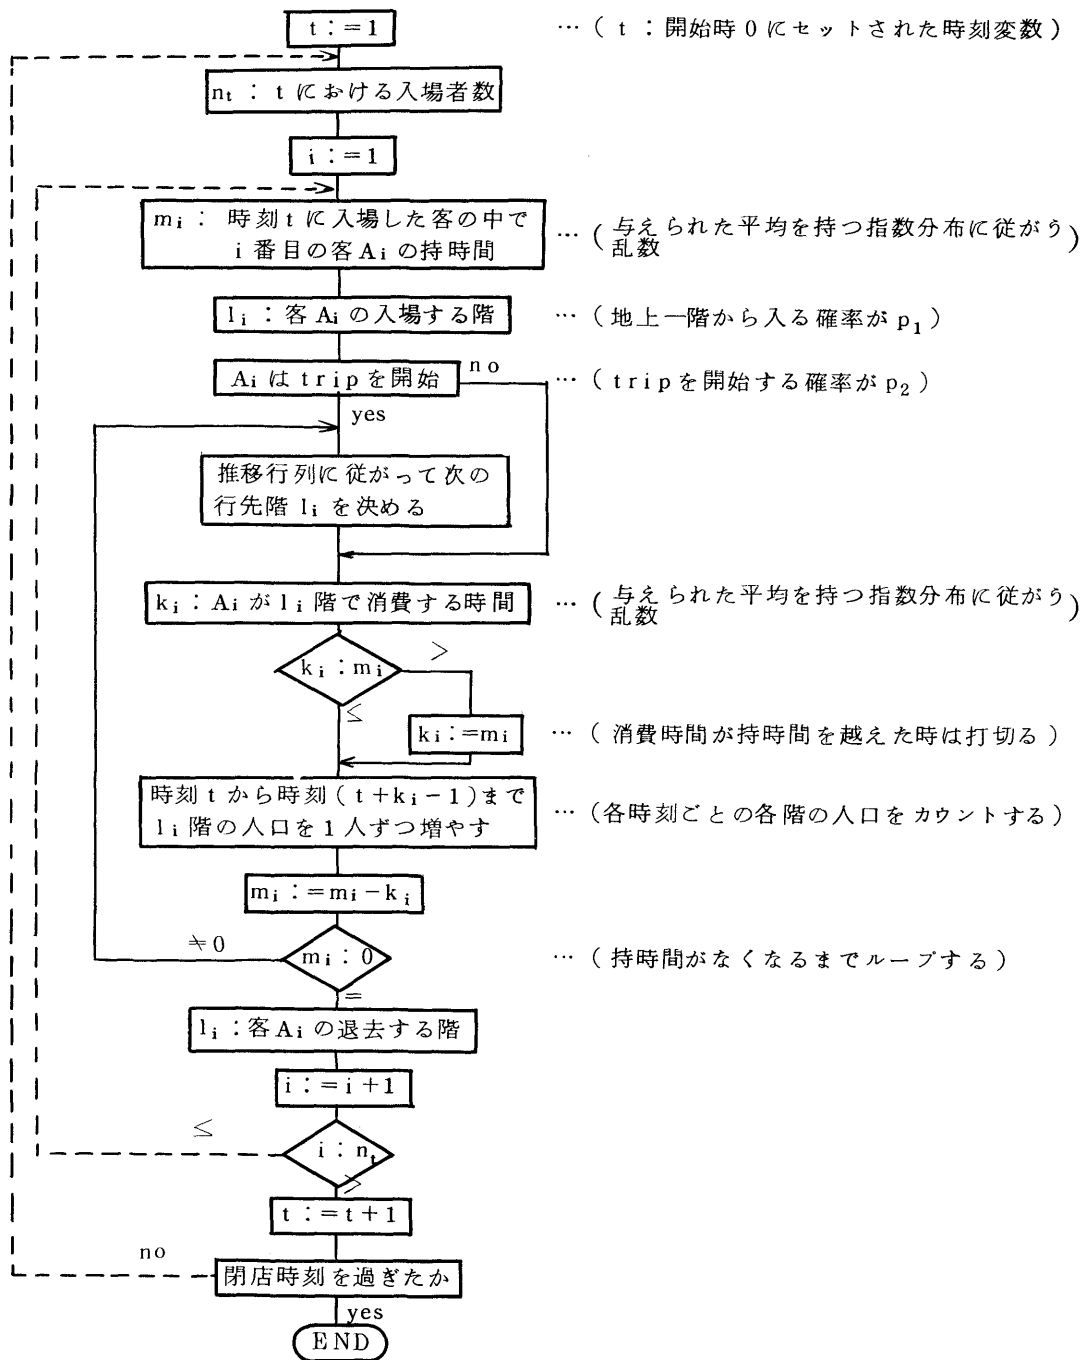 t:=1 …( t :開始時0にセットされた時刻変数)
nt : t における入場者数
i:=1
mi: 時刻tに入場した客の中で
i番目の客Aiの持時間
…(与えられた平均を持つ指数分布に従がう
乱数)
li:客Aiの入場する階 …(地上一階から入る確率がp1)
Aiはtripを開始 no …(tripを開始する確率がp2)
yes
推移行列に従がって次の
行先階liを決める
ki:Aiがli階で消費する時間 …(与えられた平均を持つ指数分布に従がう
乱数)
ki:mi >
≤
ki:=mi …(消費時間が持時間を越えた時は打切る)
時刻tから時刻(t+ki-1)まで
li階の人口を1人ずつ増やす
…(各時刻ごとの各階の人口をカウントする)
mi:=mi-ki
≠0 mi:0 …(持時間がなくなるまでループする)
=
li:客Aiの退去する階
i:=i+1
≤ i:nt
>
t:=t+1
no 閉店時刻を過ぎたか
yes
END